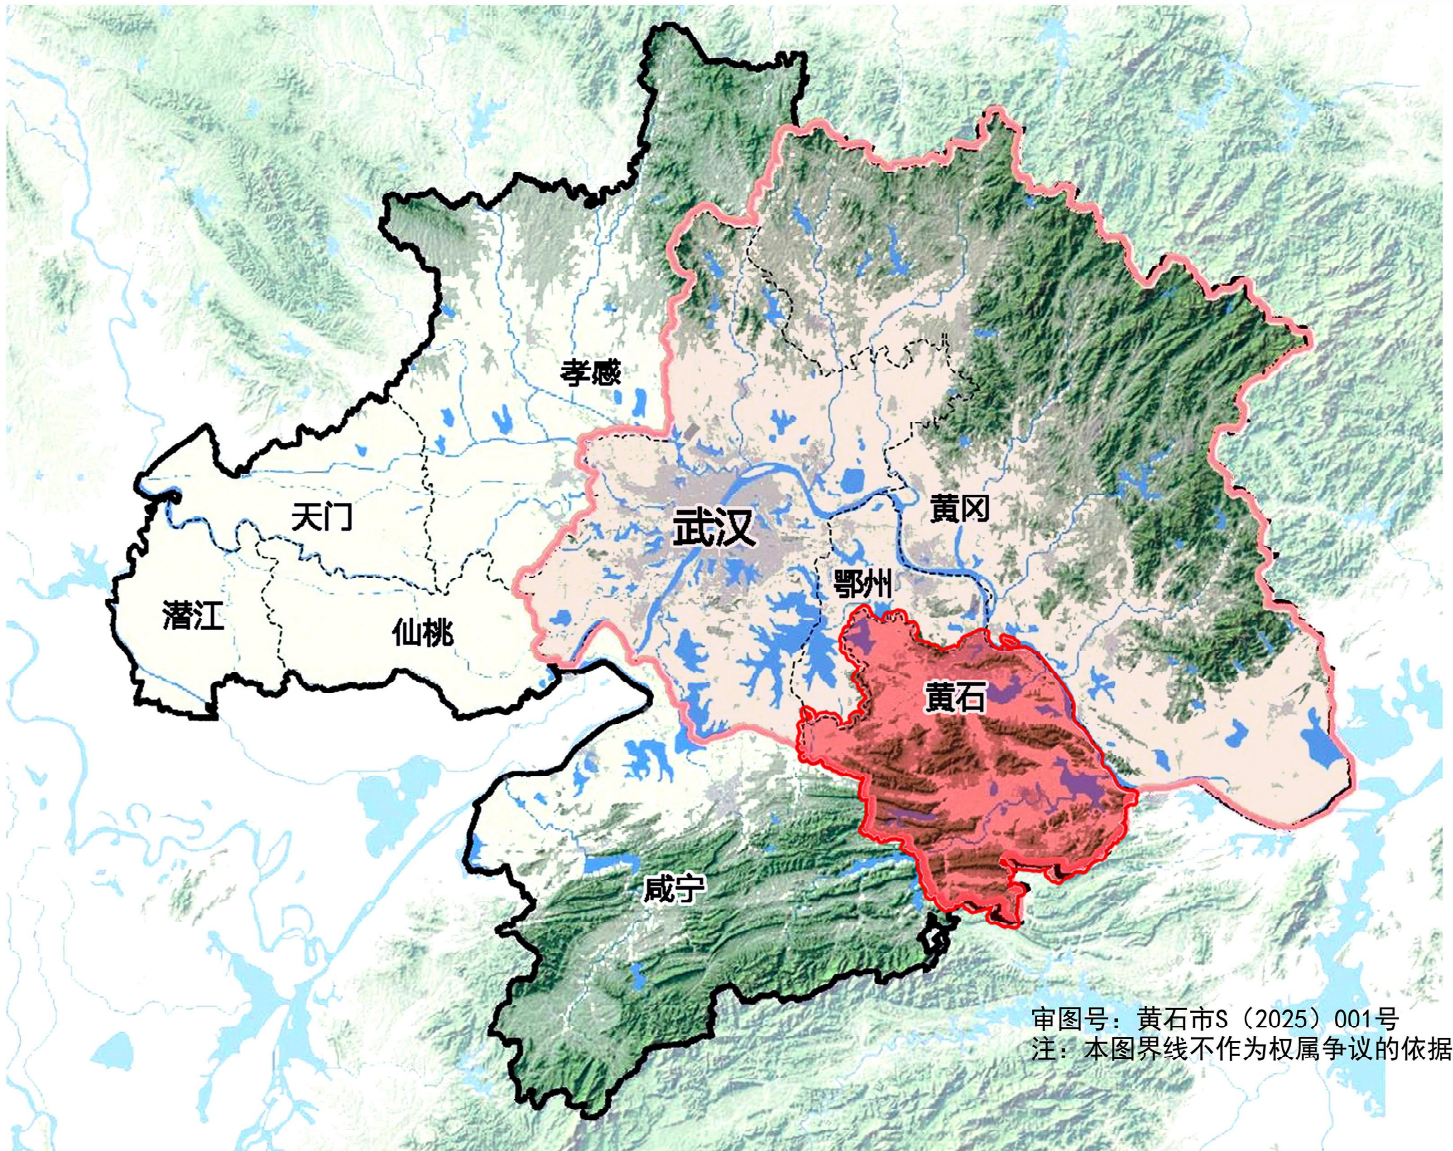 孝感
天门
武汉
黄冈
鄂州
潜江
仙桃
黄石
咸宁
审图号：黄石市S（2025）001号
注：本图界线不作为权属争议的依据